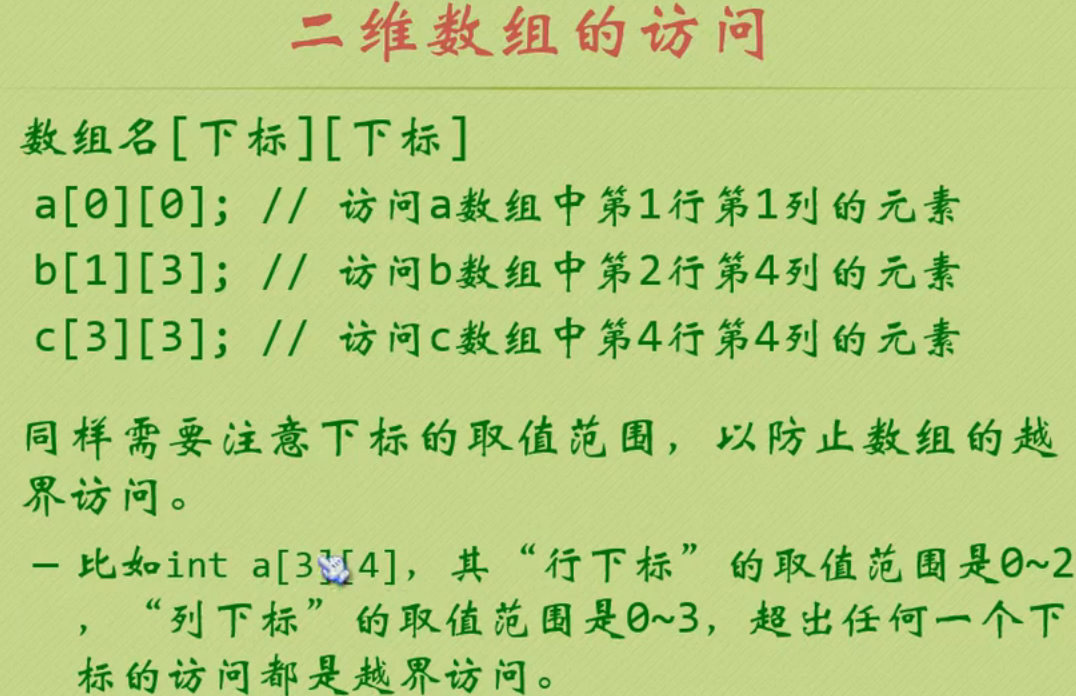 二维数组的访问
数组名[下标][下标]
a[0][0]; // 访问a数组中第1行第1列的元素
b[1][3]; // 访问b数组中第2行第4列的元素
c[3][3]; // 访问c数组中第4行第4列的元素
同样需要注意下标的取值范围，以防止数组的越
界访问。
— 比如int a[3][4]，其“行下标”的取值范围是0~2
，“列下标”的取值范围是0~3，超出任何一个下
标的访问都是越界访问。